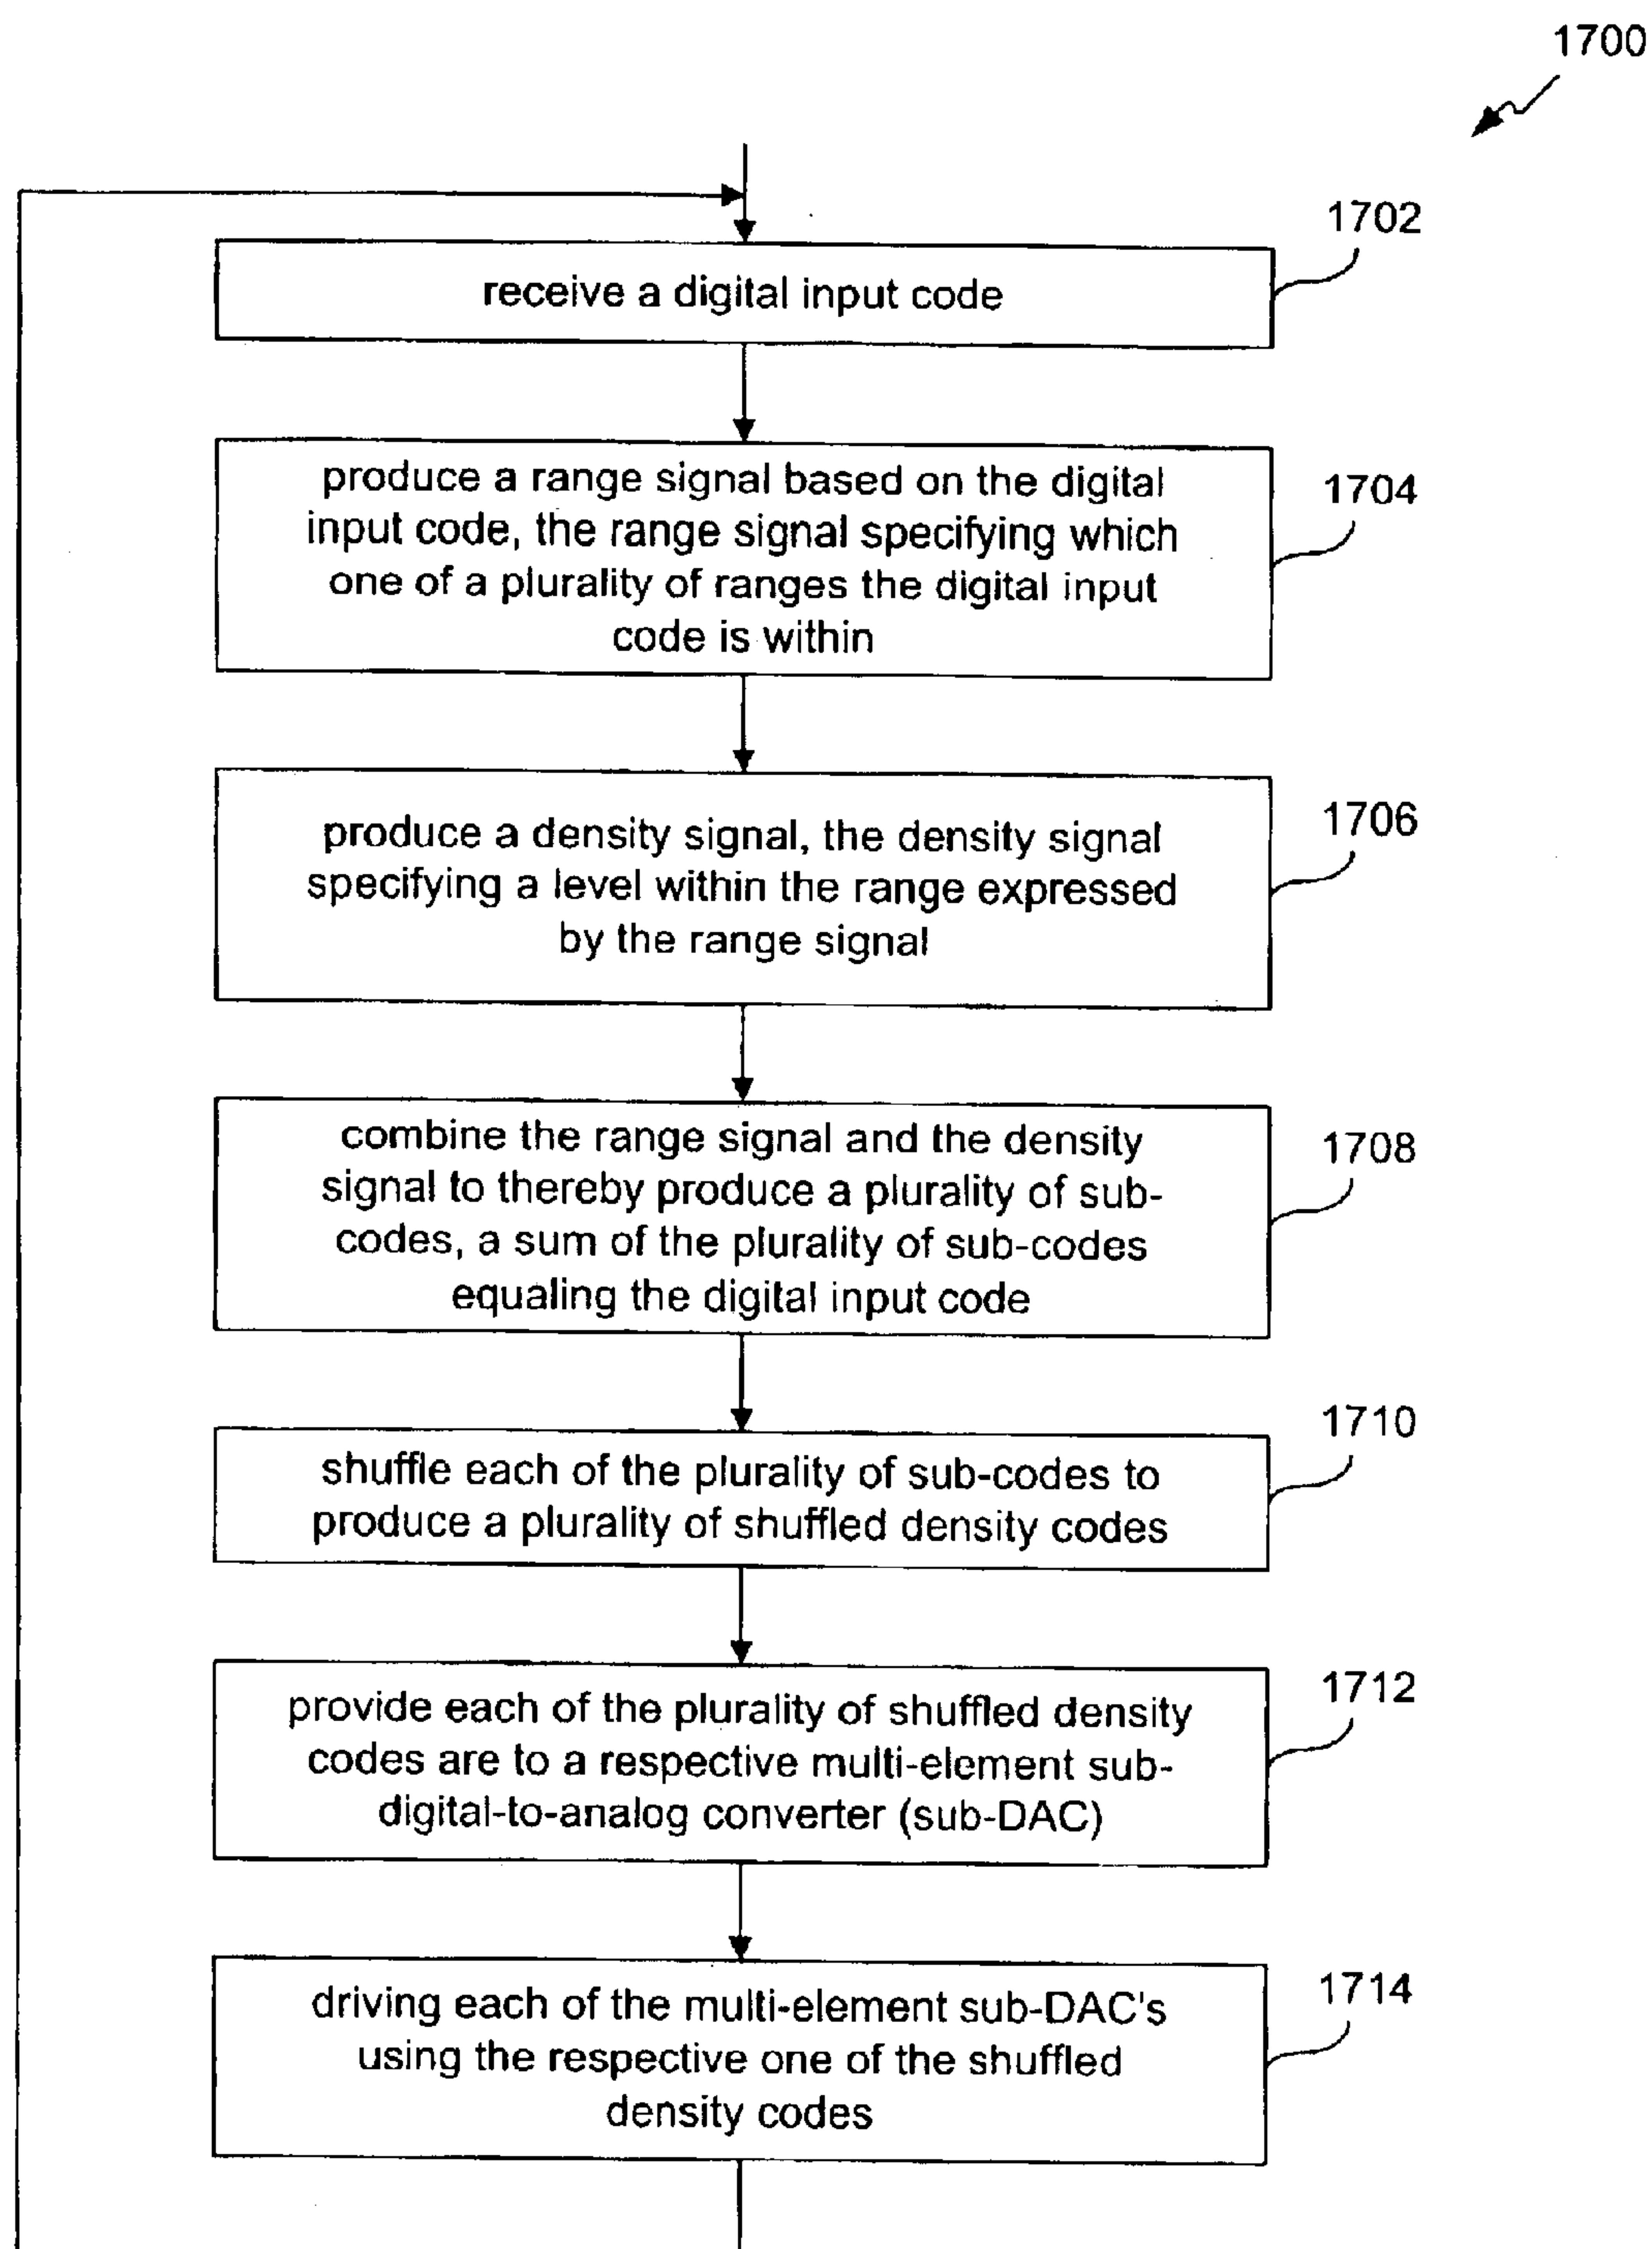 1700
1702
receive a digital input code
produce a range signal based on the digital
input code, the range signal specifying which
one of a plurality of ranges the digital input
code is within
1704
produce a density signal, the density signal
specifying a level within the range expressed
by the range signal
1706
combine the range signal and the density
signal to thereby produce a plurality of sub-
codes, a sum of the plurality of sub-codes
equaling the digital input code
1708
shuffle each of the plurality of sub-codes to
produce a plurality of shuffled density codes
1710
provide each of the plurality of shuffled density
codes are to a respective multi-element sub-
digital-to-analog converter (sub-DAC)
1712
driving each of the multi-element sub-DAC's
using the respective one of the shuffled
density codes
1714